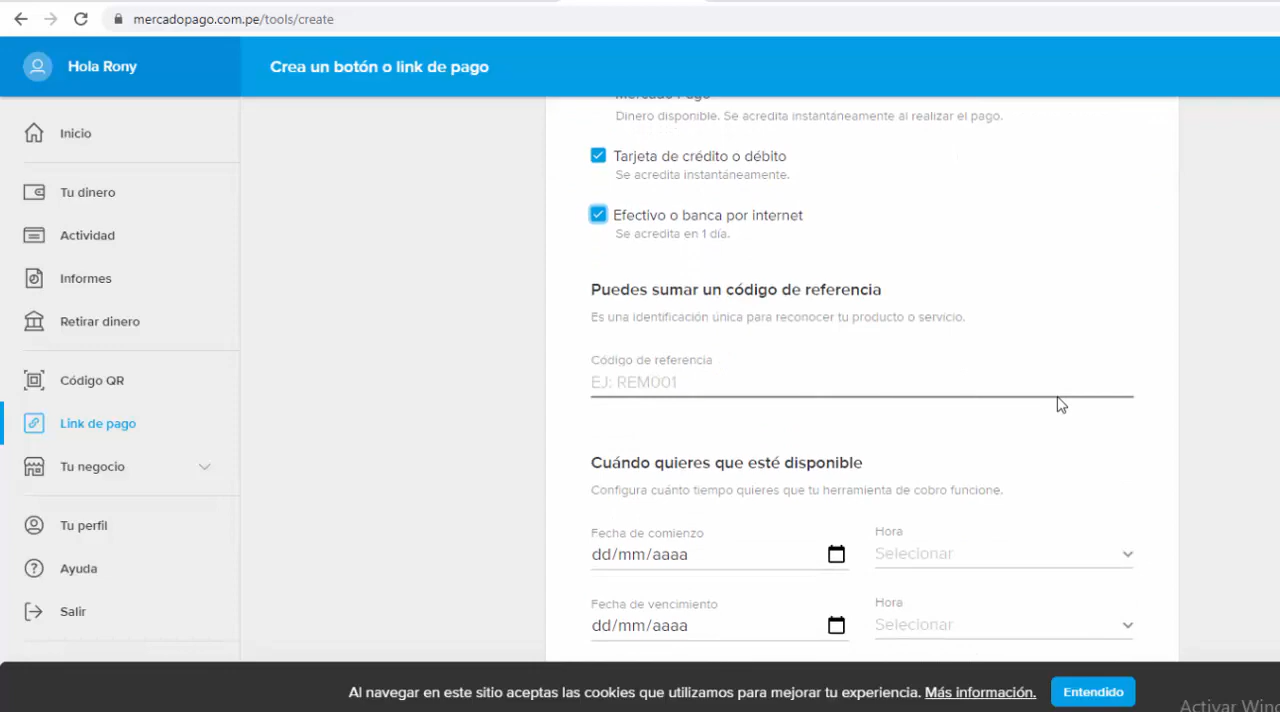 mercadopago.com.pe/tools/create
Hola Rony
Crea un botón o link de pago
Inicio
Tu dinero
Actividad
Informes
Retirar dinero
Código QR
Link de pago
Tu negocio
Tu perfil
Ayuda
Salir
Mercado Pago
Dinero disponible. Se acredita instantáneamente al realizar el pago.
Tarjeta de crédito o débito
Se acredita instantáneamente.
Efectivo o banca por internet
Se acredita en 1 día.
Puedes sumar un código de referencia
Es una identificación única para reconocer tu producto o servicio.
Código de referencia
EJ: REM001
Cuándo quieres que esté disponible
Configura cuánto tiempo quieres que tu herramienta de cobro funcione.
Fecha de comienzo
Hora
dd/mm/aaaa
Selecionar
Fecha de vencimiento
Hora
dd/mm/aaaa
Selecionar
Al navegar en este sitio aceptas las cookies que utilizamos para mejorar tu experiencia. Más información.
Entendido
Activar Wind